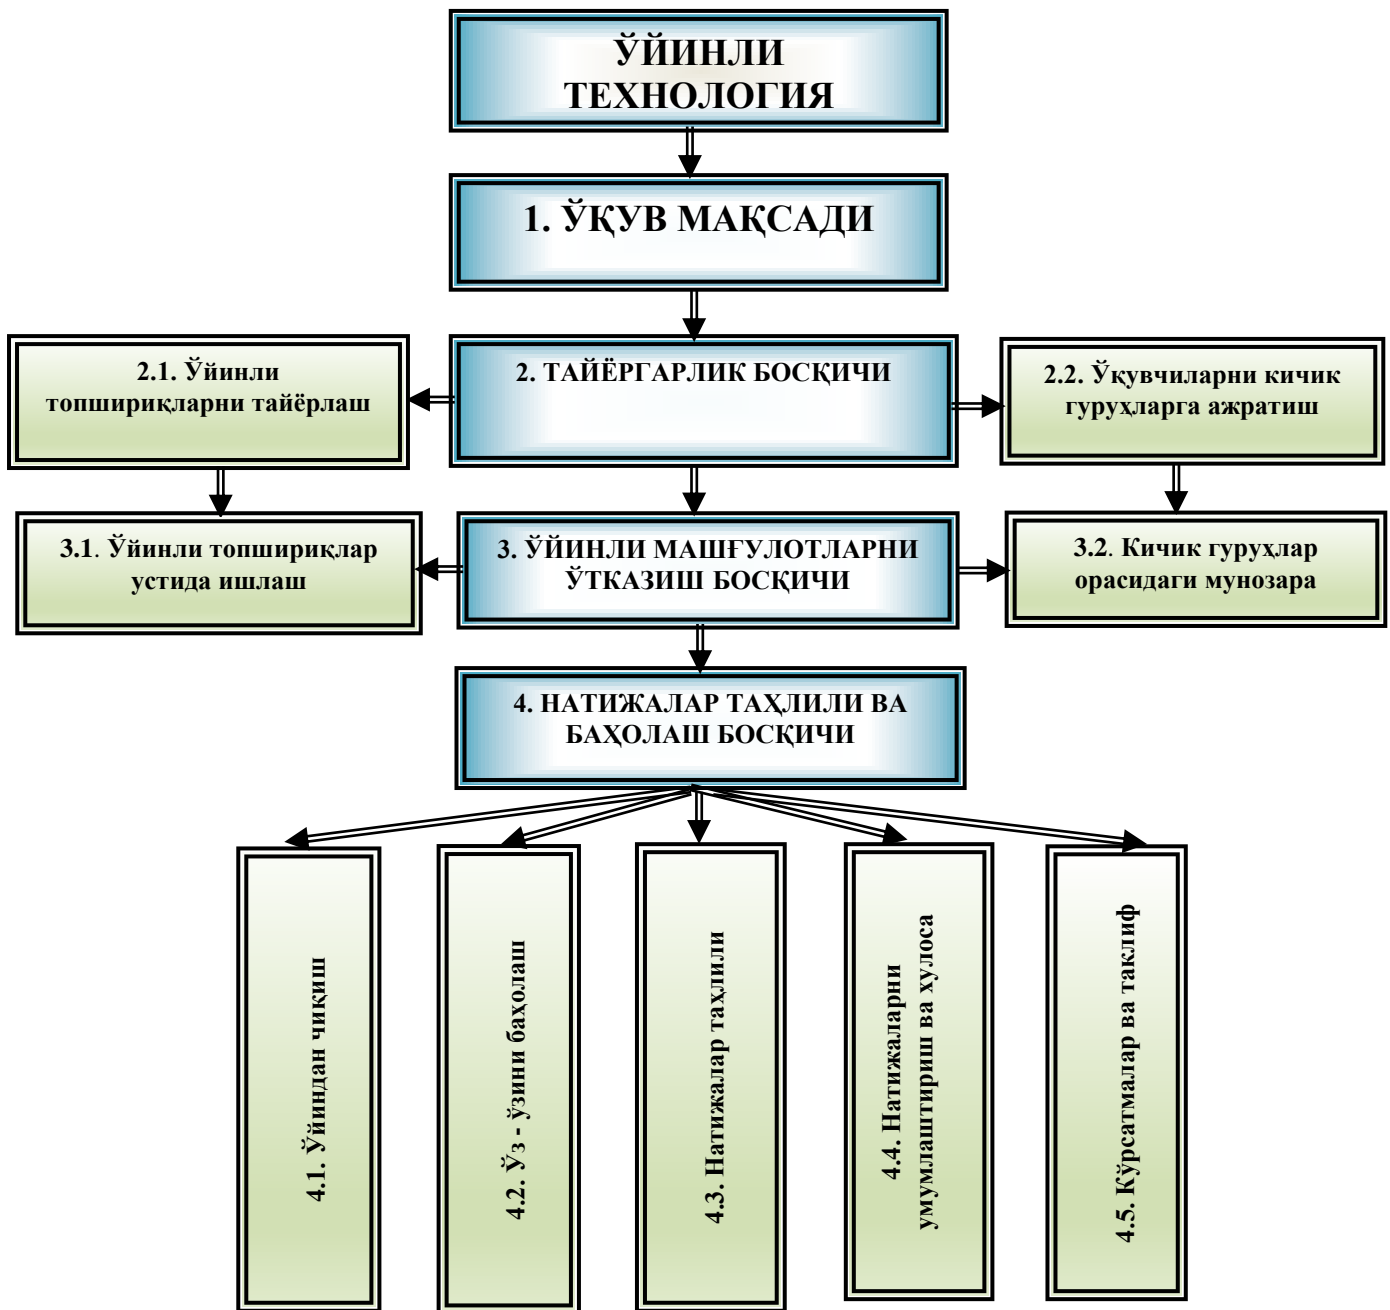 ЎЙИНЛИ
ТЕХНОЛОГИЯ
1. ЎҚУВ МАҚСАДИ
2.1. Ўйинли
топшириқларни тайёрлаш
2. ТАЙЁРГАРЛИК БОСҚИЧИ
2.2. Ўқувчиларни кичик
гуруҳларга ажратиш
3.1. Ўйинли топшириқлар
устида ишлаш
3. ЎЙИНЛИ МАШҒУЛОТЛАРНИ
ЎТКАЗИШ БОСҚИЧИ
3.2. Кичик гуруҳлар
орасидаги мунозара
4. НАТИЖАЛАР ТАҲЛИЛИ ВА
БАҲОЛАШ БОСҚИЧИ
4.1. Ўйиндан чиқиш
4.2. Ўз - ўзини баҳолаш
4.3. Натижалар таҳлили
4.4. Натижаларни
умумлаштириш ва хулоса
4.5. Кўрсатмалар ва таклиф